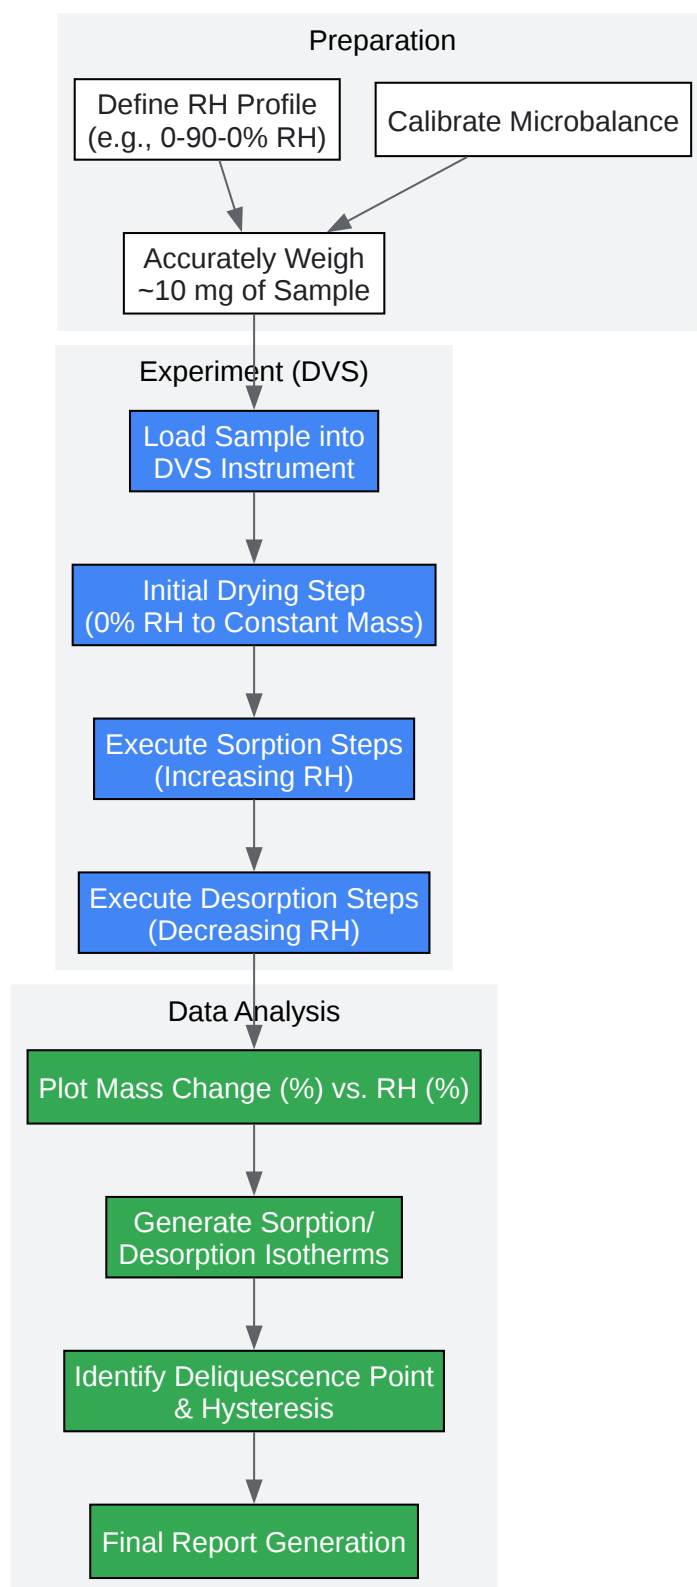 Preparation
Define RH Profile
(e.g., 0-90-0% RH)
Calibrate Microbalance
Accurately Weigh
~10 mg of Sample
Experiment (DVS)
Load Sample into
DVS Instrument
Initial Drying Step
(0% RH to Constant Mass)
Execute Sorption Steps
(Increasing RH)
Execute Desorption Steps
(Decreasing RH)
Data Analysis
Plot Mass Change (%) vs. RH (%)
Generate Sorption/
Desorption Isotherms
Identify Deliquescence Point
& Hysteresis
Final Report Generation